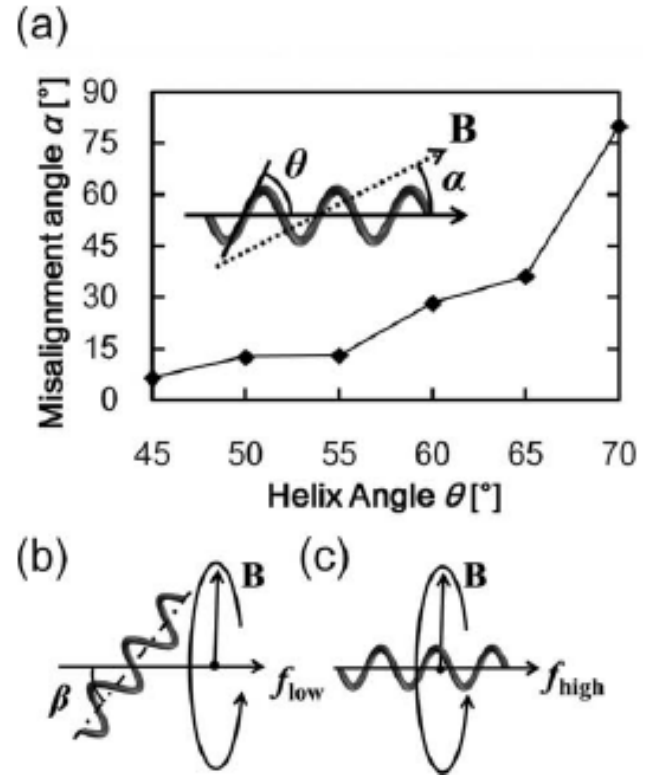 (a)
Misalignment angle α [°]
90
75
60
45
30
15
0
θ
B
α
45 50 55 60 65 70
Helix Angle θ [°]
(b) (c)
B B
β
f_low f_high